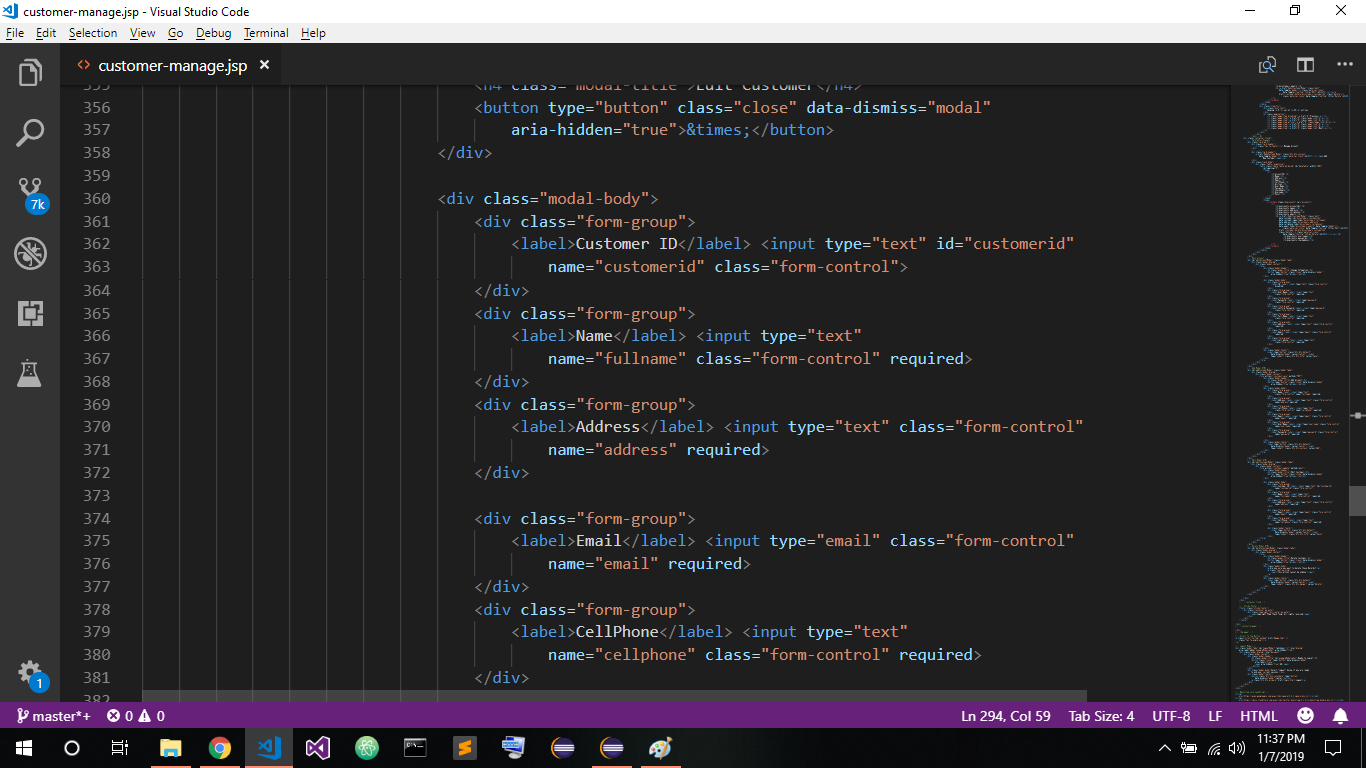 customer-manage.jsp - Visual Studio Code
File Edit Selection View Go Debug Terminal Help
<> customer-manage.jsp ×
355 <h4 class="modal-title">Edit Customer</h4>
356 <button type="button" class="close" data-dismiss="modal"
357 aria-hidden="true">&times;</button>
358 </div>
359
360 <div class="modal-body">
361 <div class="form-group">
362 <label>Customer ID</label> <input type="text" id="customerid"
363 name="customerid" class="form-control">
364 </div>
365 <div class="form-group">
366 <label>Name</label> <input type="text"
367 name="fullname" class="form-control" required>
368 </div>
369 <div class="form-group">
370 <label>Address</label> <input type="text" class="form-control"
371 name="address" required>
372 </div>
373
374 <div class="form-group">
375 <label>Email</label> <input type="email" class="form-control"
376 name="email" required>
377 </div>
378 <div class="form-group">
379 <label>CellPhone</label> <input type="text"
380 name="cellphone" class="form-control" required>
381 </div>
382
7k
1
master*+ 0 0 Ln 294, Col 59 Tab Size: 4 UTF-8 LF HTML
11:37 PM
1/7/2019